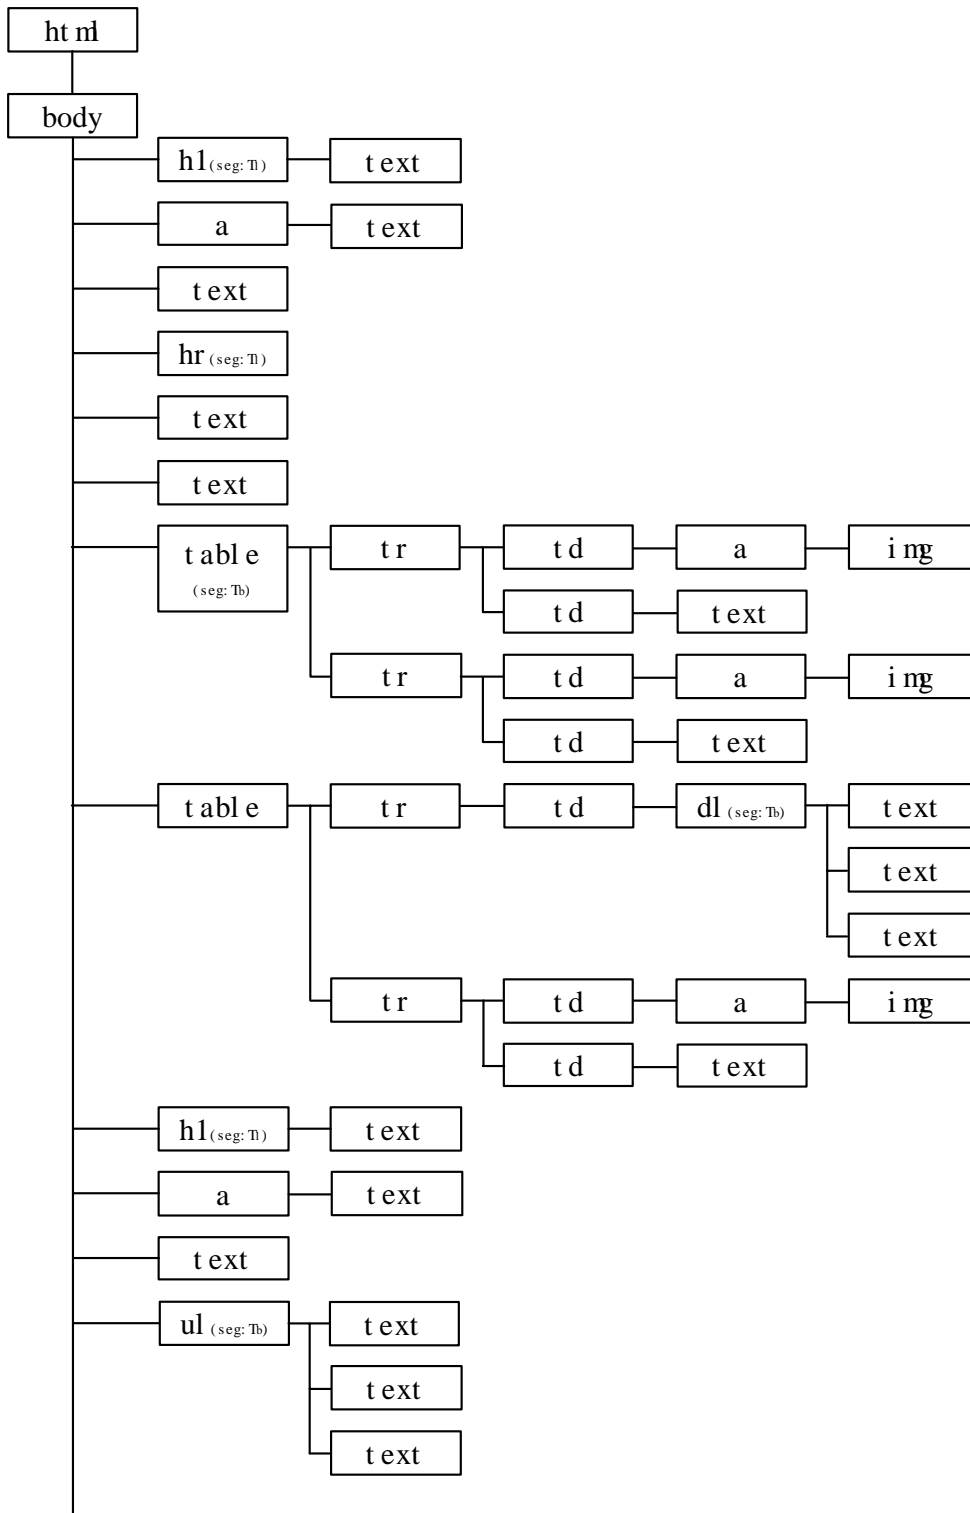 html
body
h1(seg: Tl) text
a text
text
hr (seg: Tl)
text
text
table tr td a img
(seg: Tb)
td text
tr td a img
td text
table tr td dl (seg: Tb) text
text
text
tr td a img
td text
h1(seg: Tl) text
a text
text
ul (seg: Tb) text
text
text